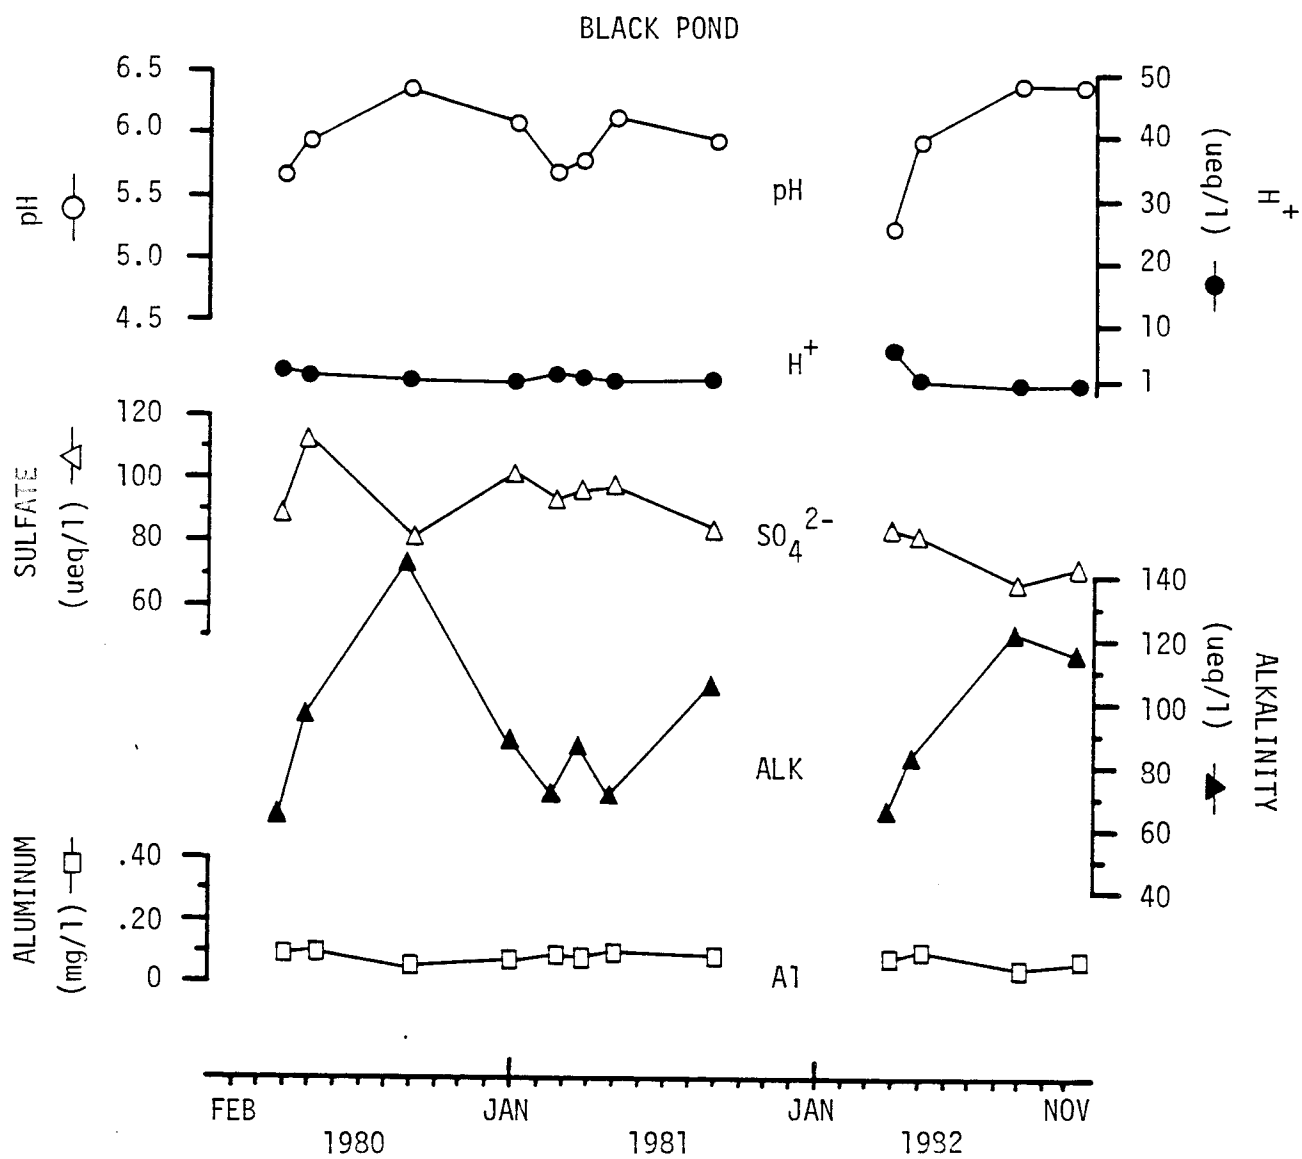 BLACK POND
6.5
6.0
5.5
5.0
4.5
pH
50
40
30
20
10
1
(ueq/l)
H+
pH
H+
120
100
80
60
SULFATE
(ueq/l)
SO4 2-
140
120
100
80
60
40
ALKALINITY
(ueq/l)
ALK
.40
.20
0
ALUMINUM
(mg/l)
Al
FEB JAN JAN NOV
1980 1981 1982